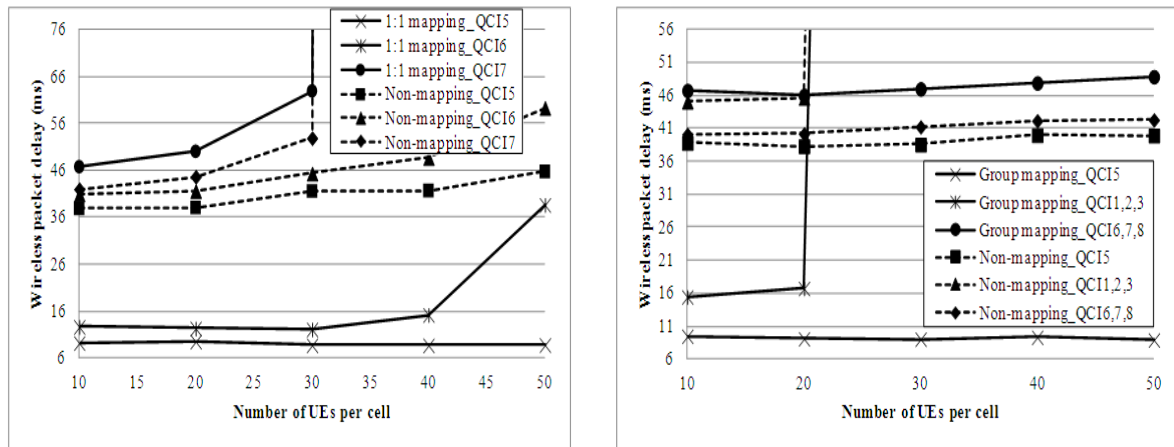 76
66
56
46
36
26
16
6
Wireless packet delay (ms)
1:1 mapping_QCI5
1:1 mapping_QCI6
1:1 mapping_QCI7
Non-mapping_QCI5
Non-mapping_QCI6
Non-mapping_QCI7
10 15 20 25 30 35 40 45 50
Number of UEs per cell
56
51
46
41
36
31
26
21
16
11
6
Wireless packet delay (ms)
Group mapping_QCI5
Group mapping_QCI1,2,3
Group mapping_QCI6,7,8
Non-mapping_QCI5
Non-mapping_QCI1,2,3
Non-mapping_QCI6,7,8
10 20 30 40 50
Number of UEs per cell